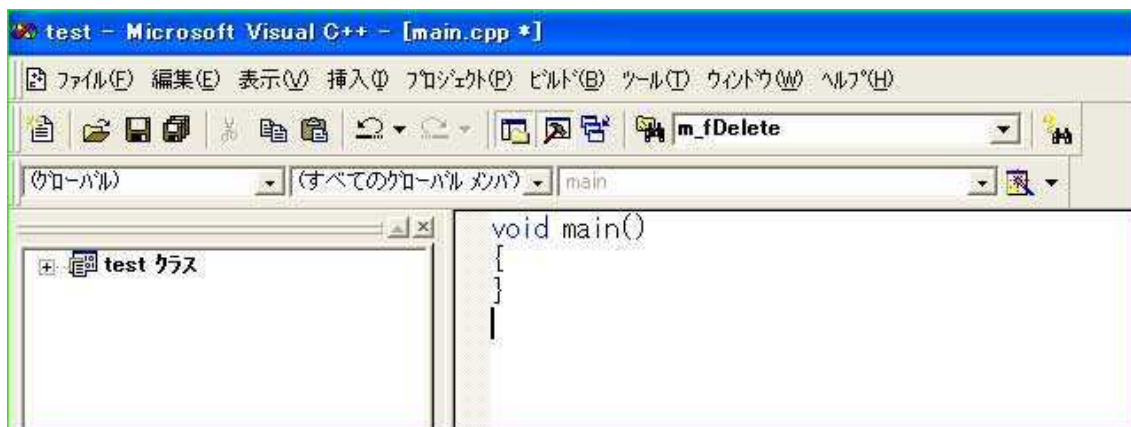 test - Microsoft Visual C++ - [main.cpp *]
ﾌｧｲﾙ(F) 編集(E) 表示(V) 挿入(I) ﾌﾟﾛｼﾞｪｸﾄ(P) ﾋﾞﾙﾄﾞ(B) ﾂｰﾙ(T) ｳｨﾝﾄﾞｳ(W) ﾍﾙﾌﾟ(H)
m_fDelete
(ｸﾞﾛｰﾊﾞﾙ) (すべてのｸﾞﾛｰﾊﾞﾙ ﾒﾝﾊﾞ) main
test ｸﾗｽ
void main()
{
}